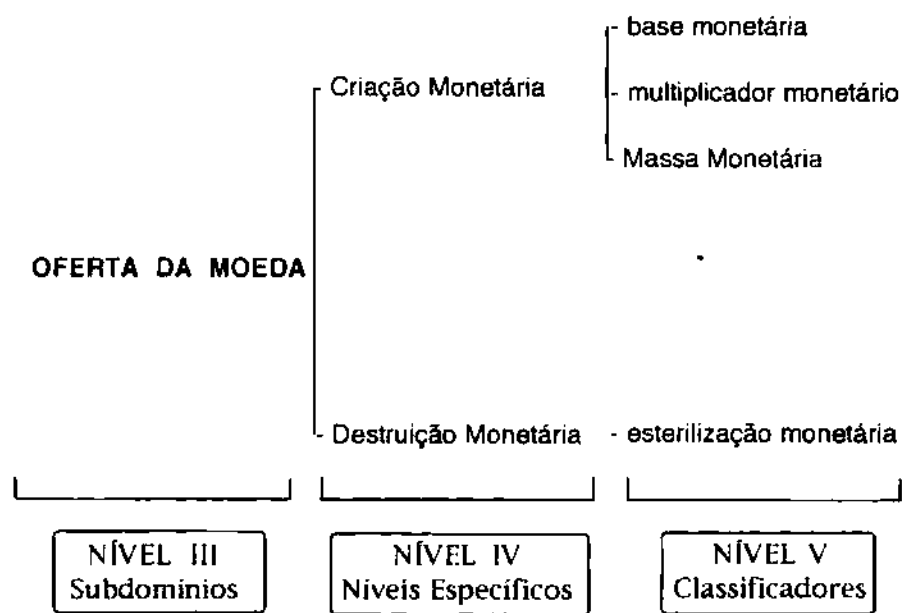 - base monetária
Criação Monetária
- multiplicador monetário
Massa Monetária
OFERTA DA MOEDA
- Destruição Monetária - esterilização monetária
NÍVEL III
Subdomínios
NÍVEL IV
Níveis Específicos
NÍVEL V
Classificadores